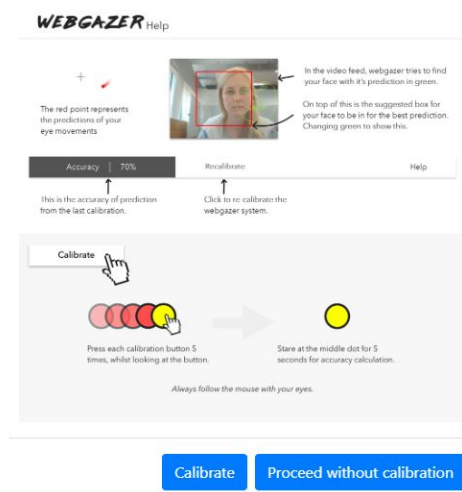 WEBGAZER Help
In the video feed, webgazer tries to find
your face with it's prediction in green.
On top of this is the suggested box for
your face to be in for the best prediction.
Changing green to show this.
The red point represents
the predictions of your
eye movements
Accuracy | 70%
Recalibrate
Help
This is the accuracy of prediction
from the last calibration.
Click to re calibrate the
webgazer system.
Calibrate
Press each calibration button 5
times, whilst looking at the button.
Stare at the middle dot for 5
seconds for accuracy calculation.
Always follow the mouse with your eyes.
Calibrate
Proceed without calibration